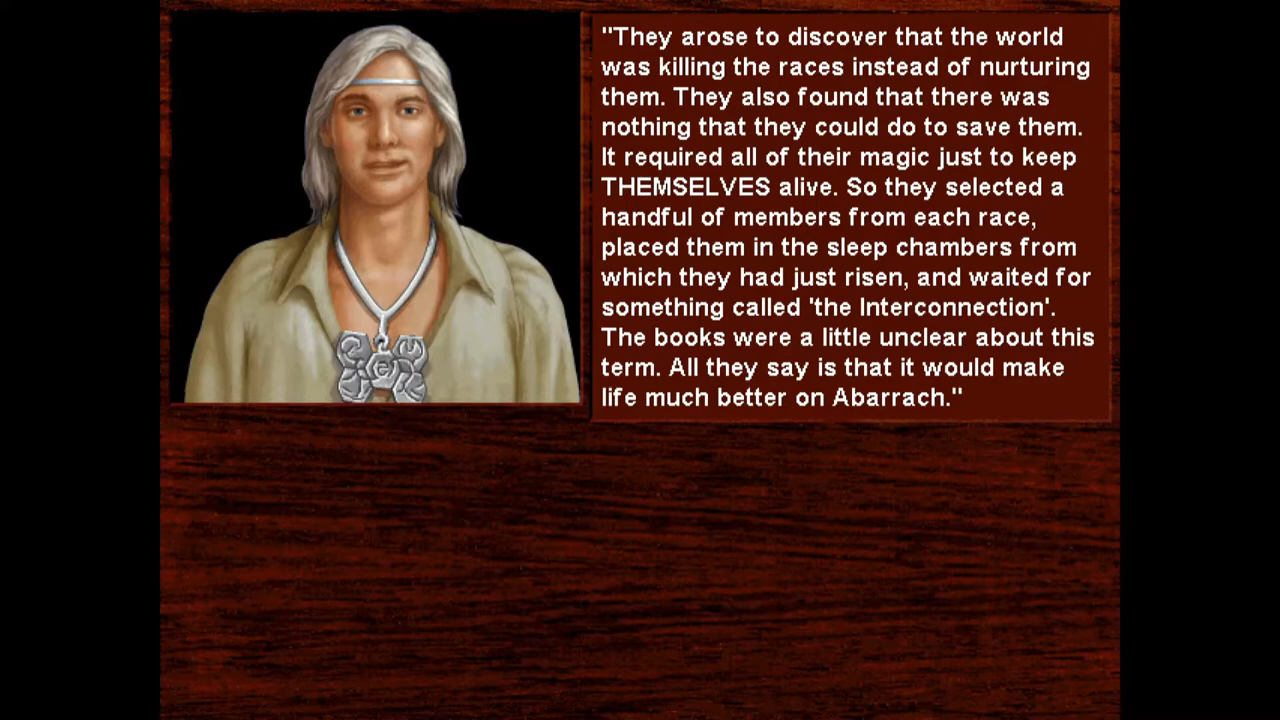 "They arose to discover that the world
was killing the races instead of nurturing
them. They also found that there was
nothing that they could do to save them.
It required all of their magic just to keep
THEMSELVES alive. So they selected a
handful of members from each race,
placed them in the sleep chambers from
which they had just risen, and waited for
something called 'the Interconnection'.
The books were a little unclear about this
term. All they say is that it would make
life much better on Abarrach."